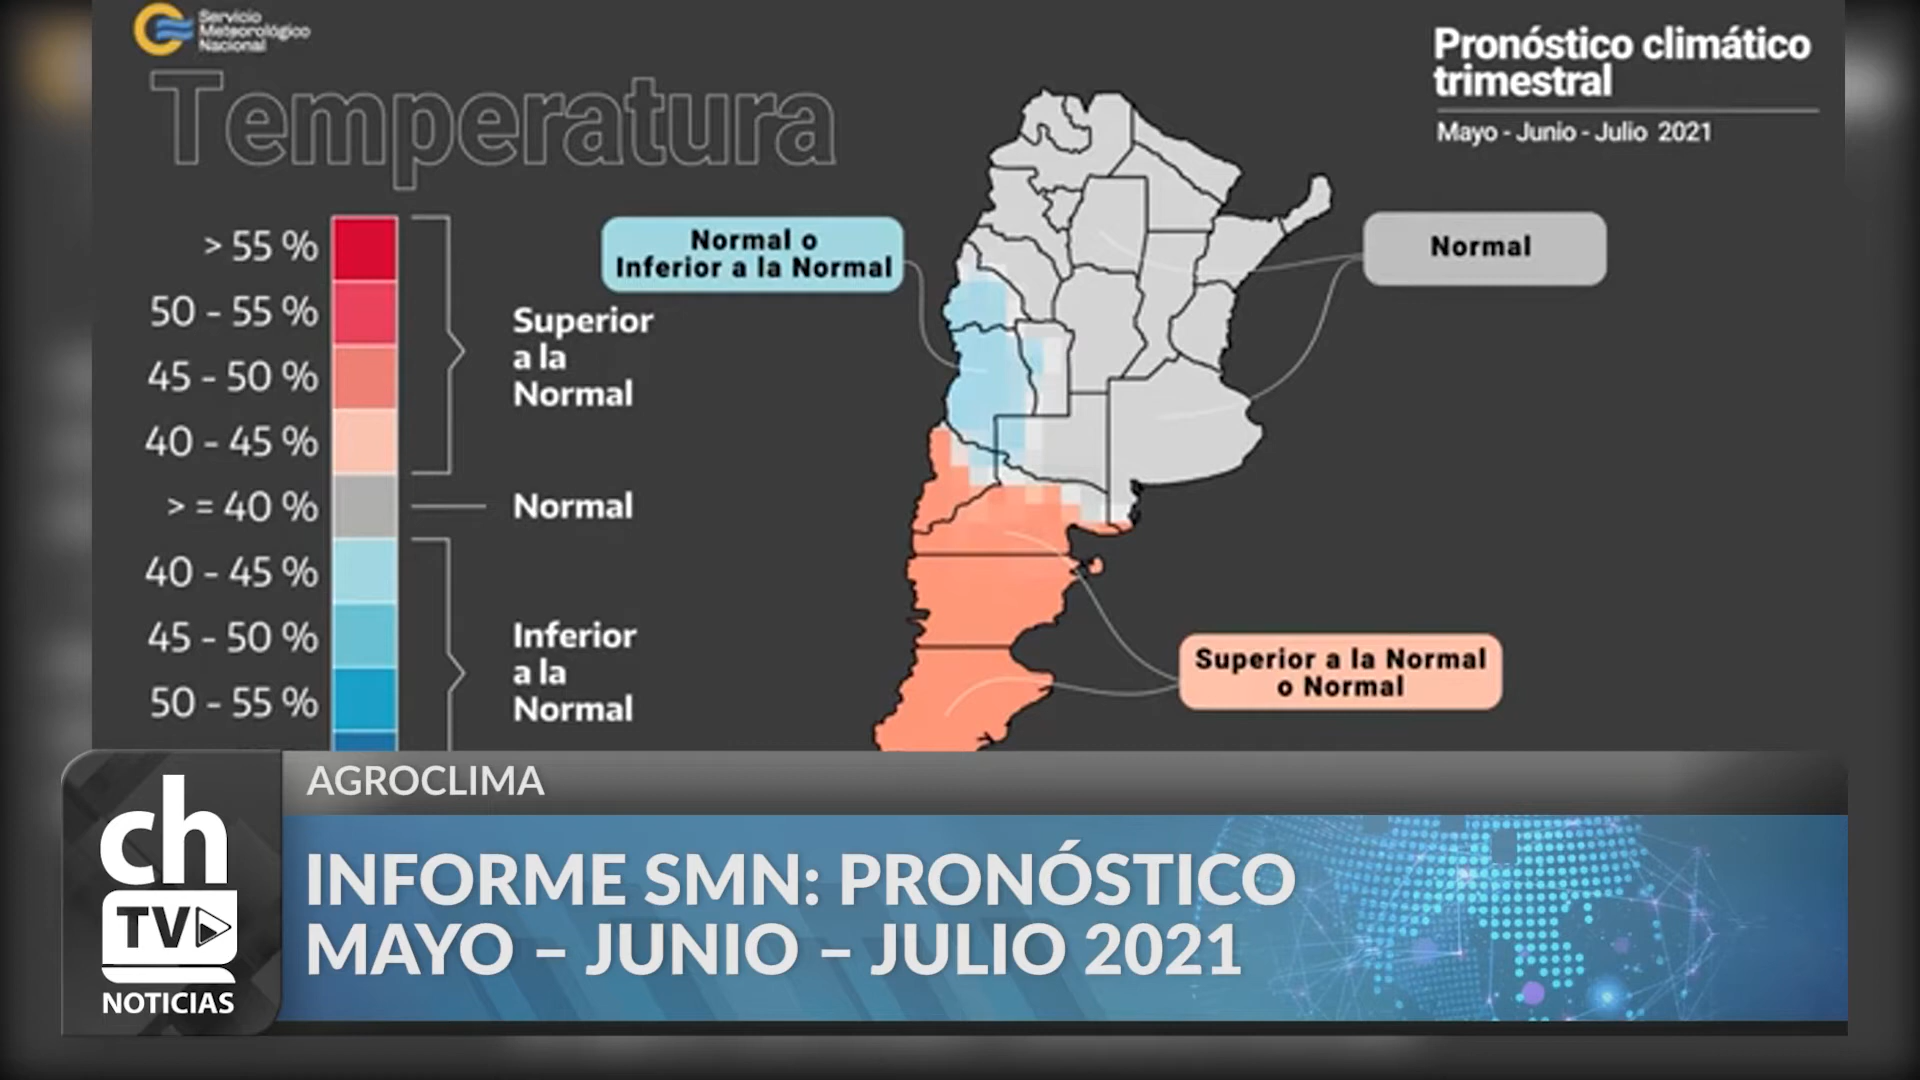 Servicio
Meteorológico
Nacional
Temperatura
Pronóstico climático
trimestral
Mayo - Junio - Julio 2021
> 55 %
50 - 55 %
45 - 50 %
40 - 45 %
> = 40 %
40 - 45 %
45 - 50 %
50 - 55 %
Superior
a la
Normal
Normal
Inferior
a la
Normal
Normal o
Inferior a la Normal
Normal
Superior a la Normal
o Normal
AGROCLIMA
INFORME SMN: PRONÓSTICO
MAYO – JUNIO – JULIO 2021
ch
TV
NOTICIAS